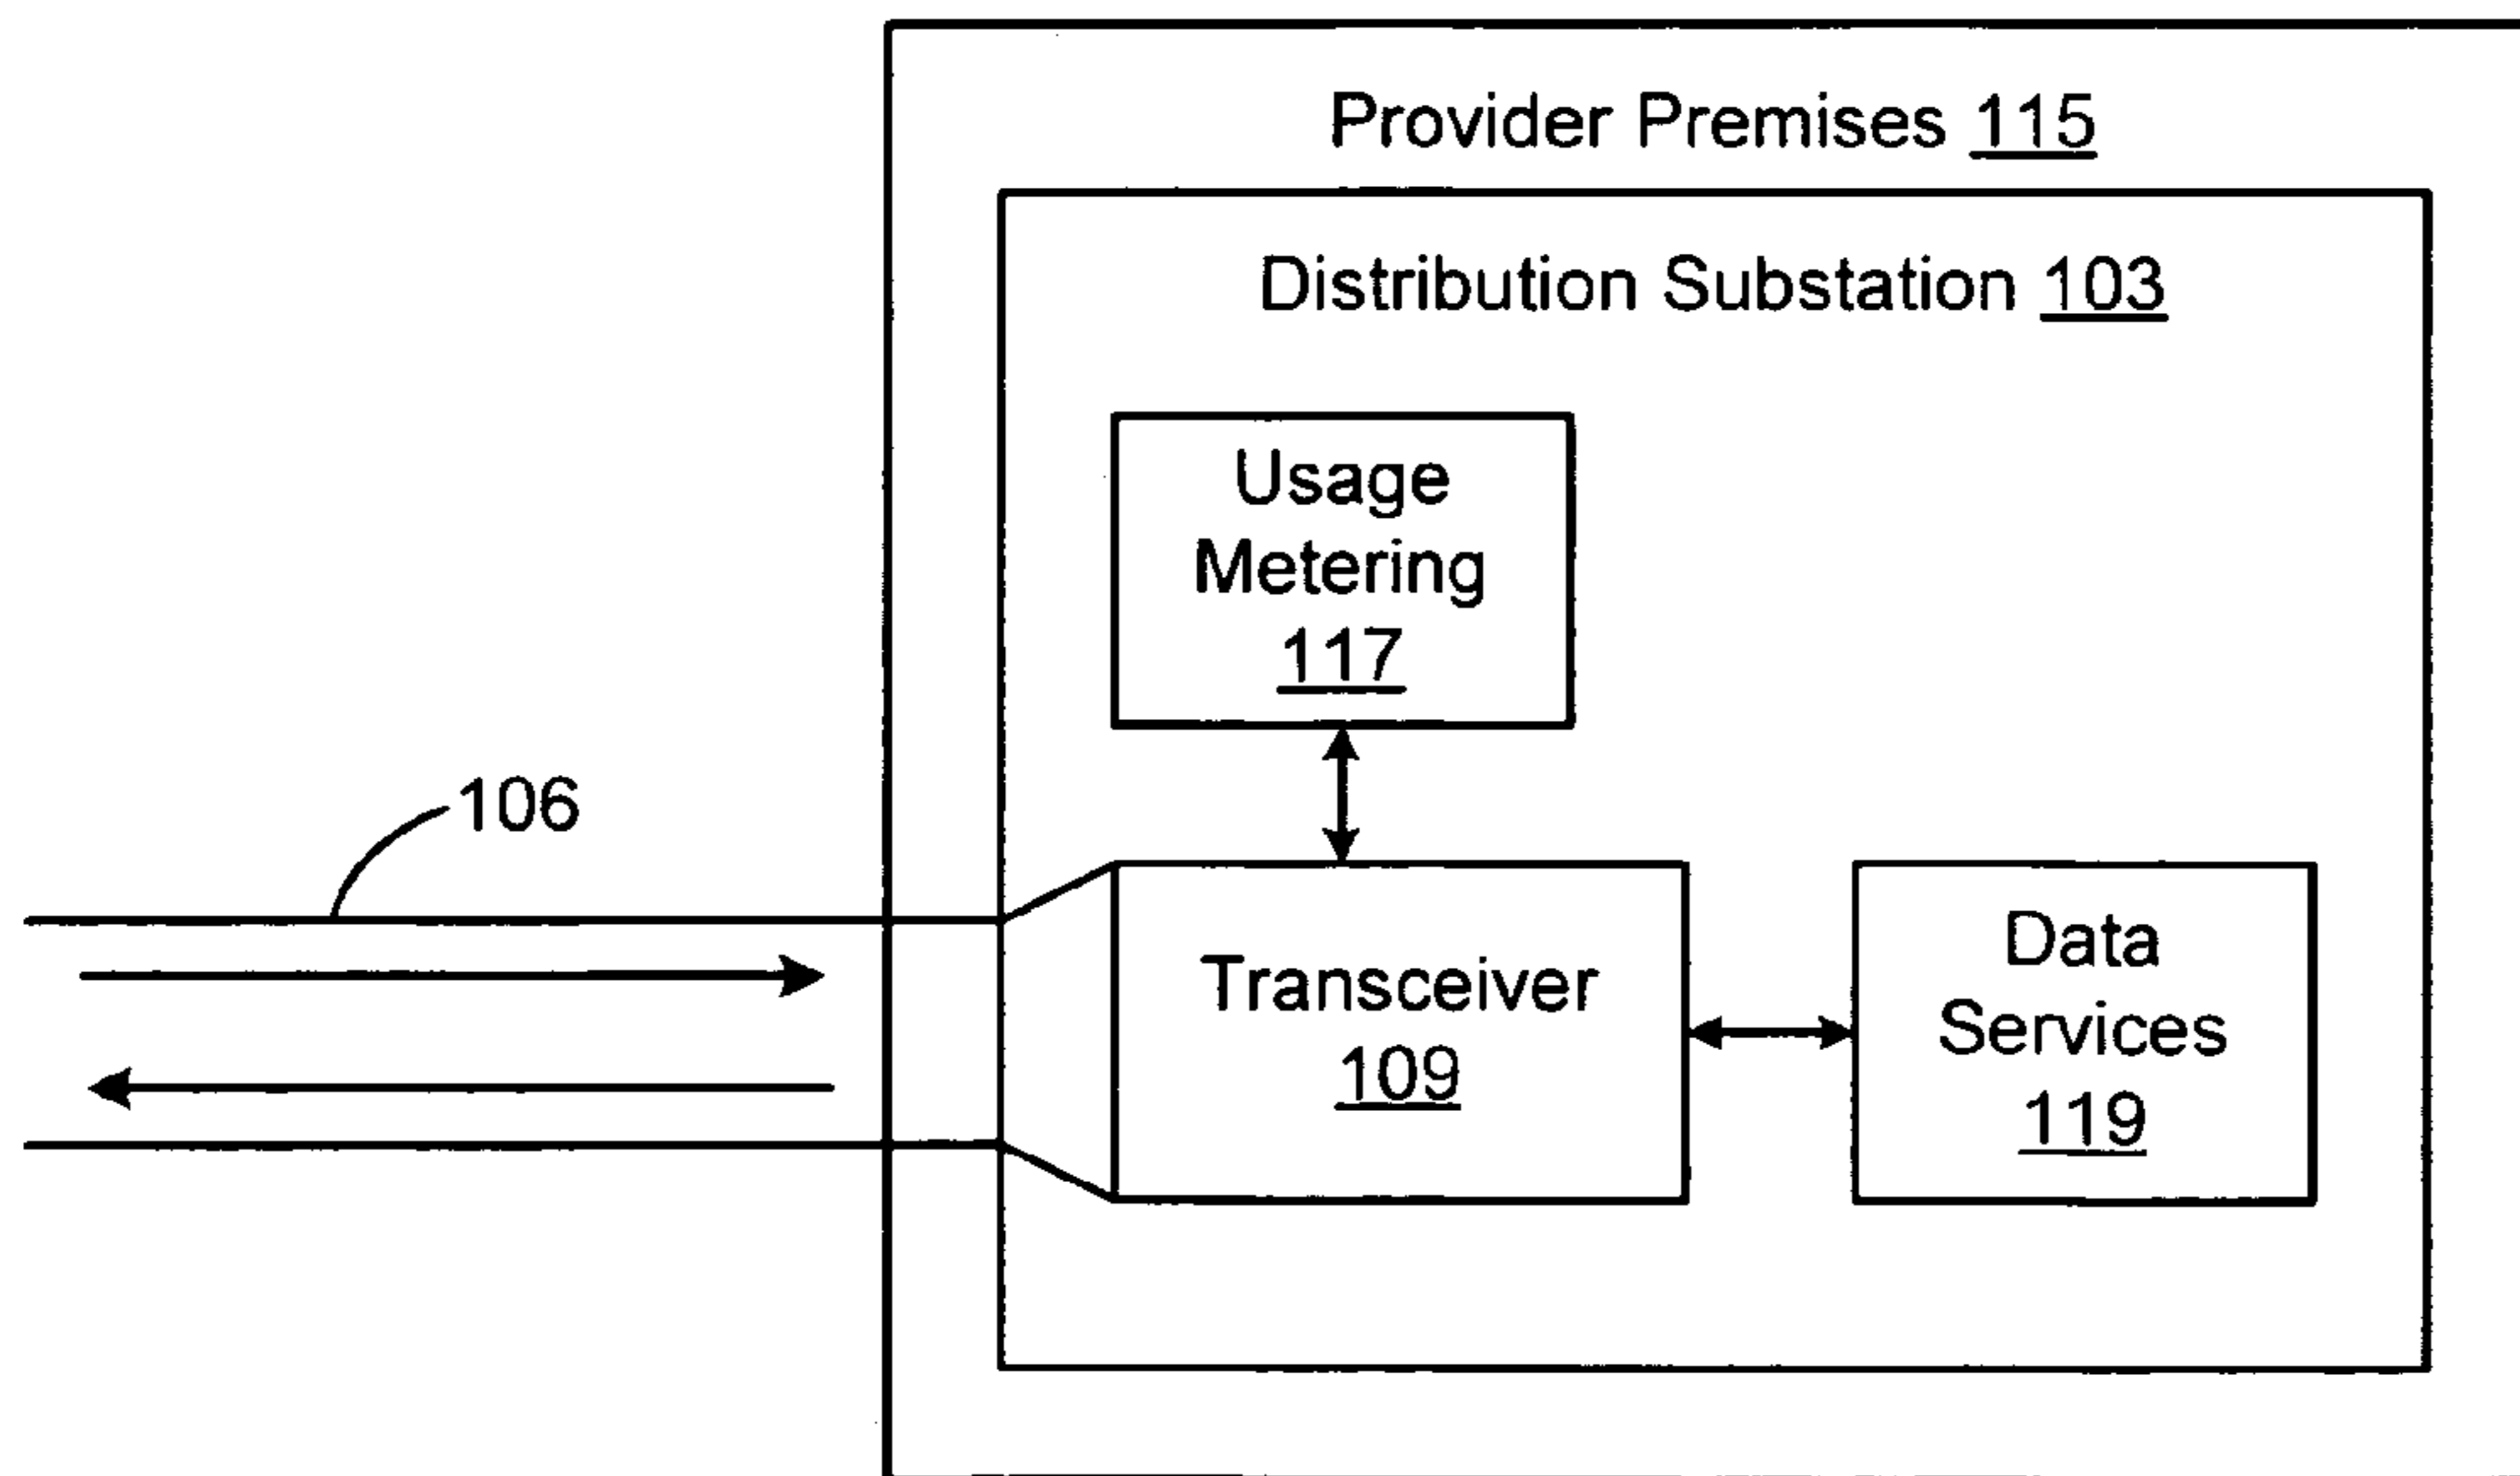 Provider Premises 115
Distribution Substation 103
Usage
Metering
117
106
Transceiver
109
Data
Services
119